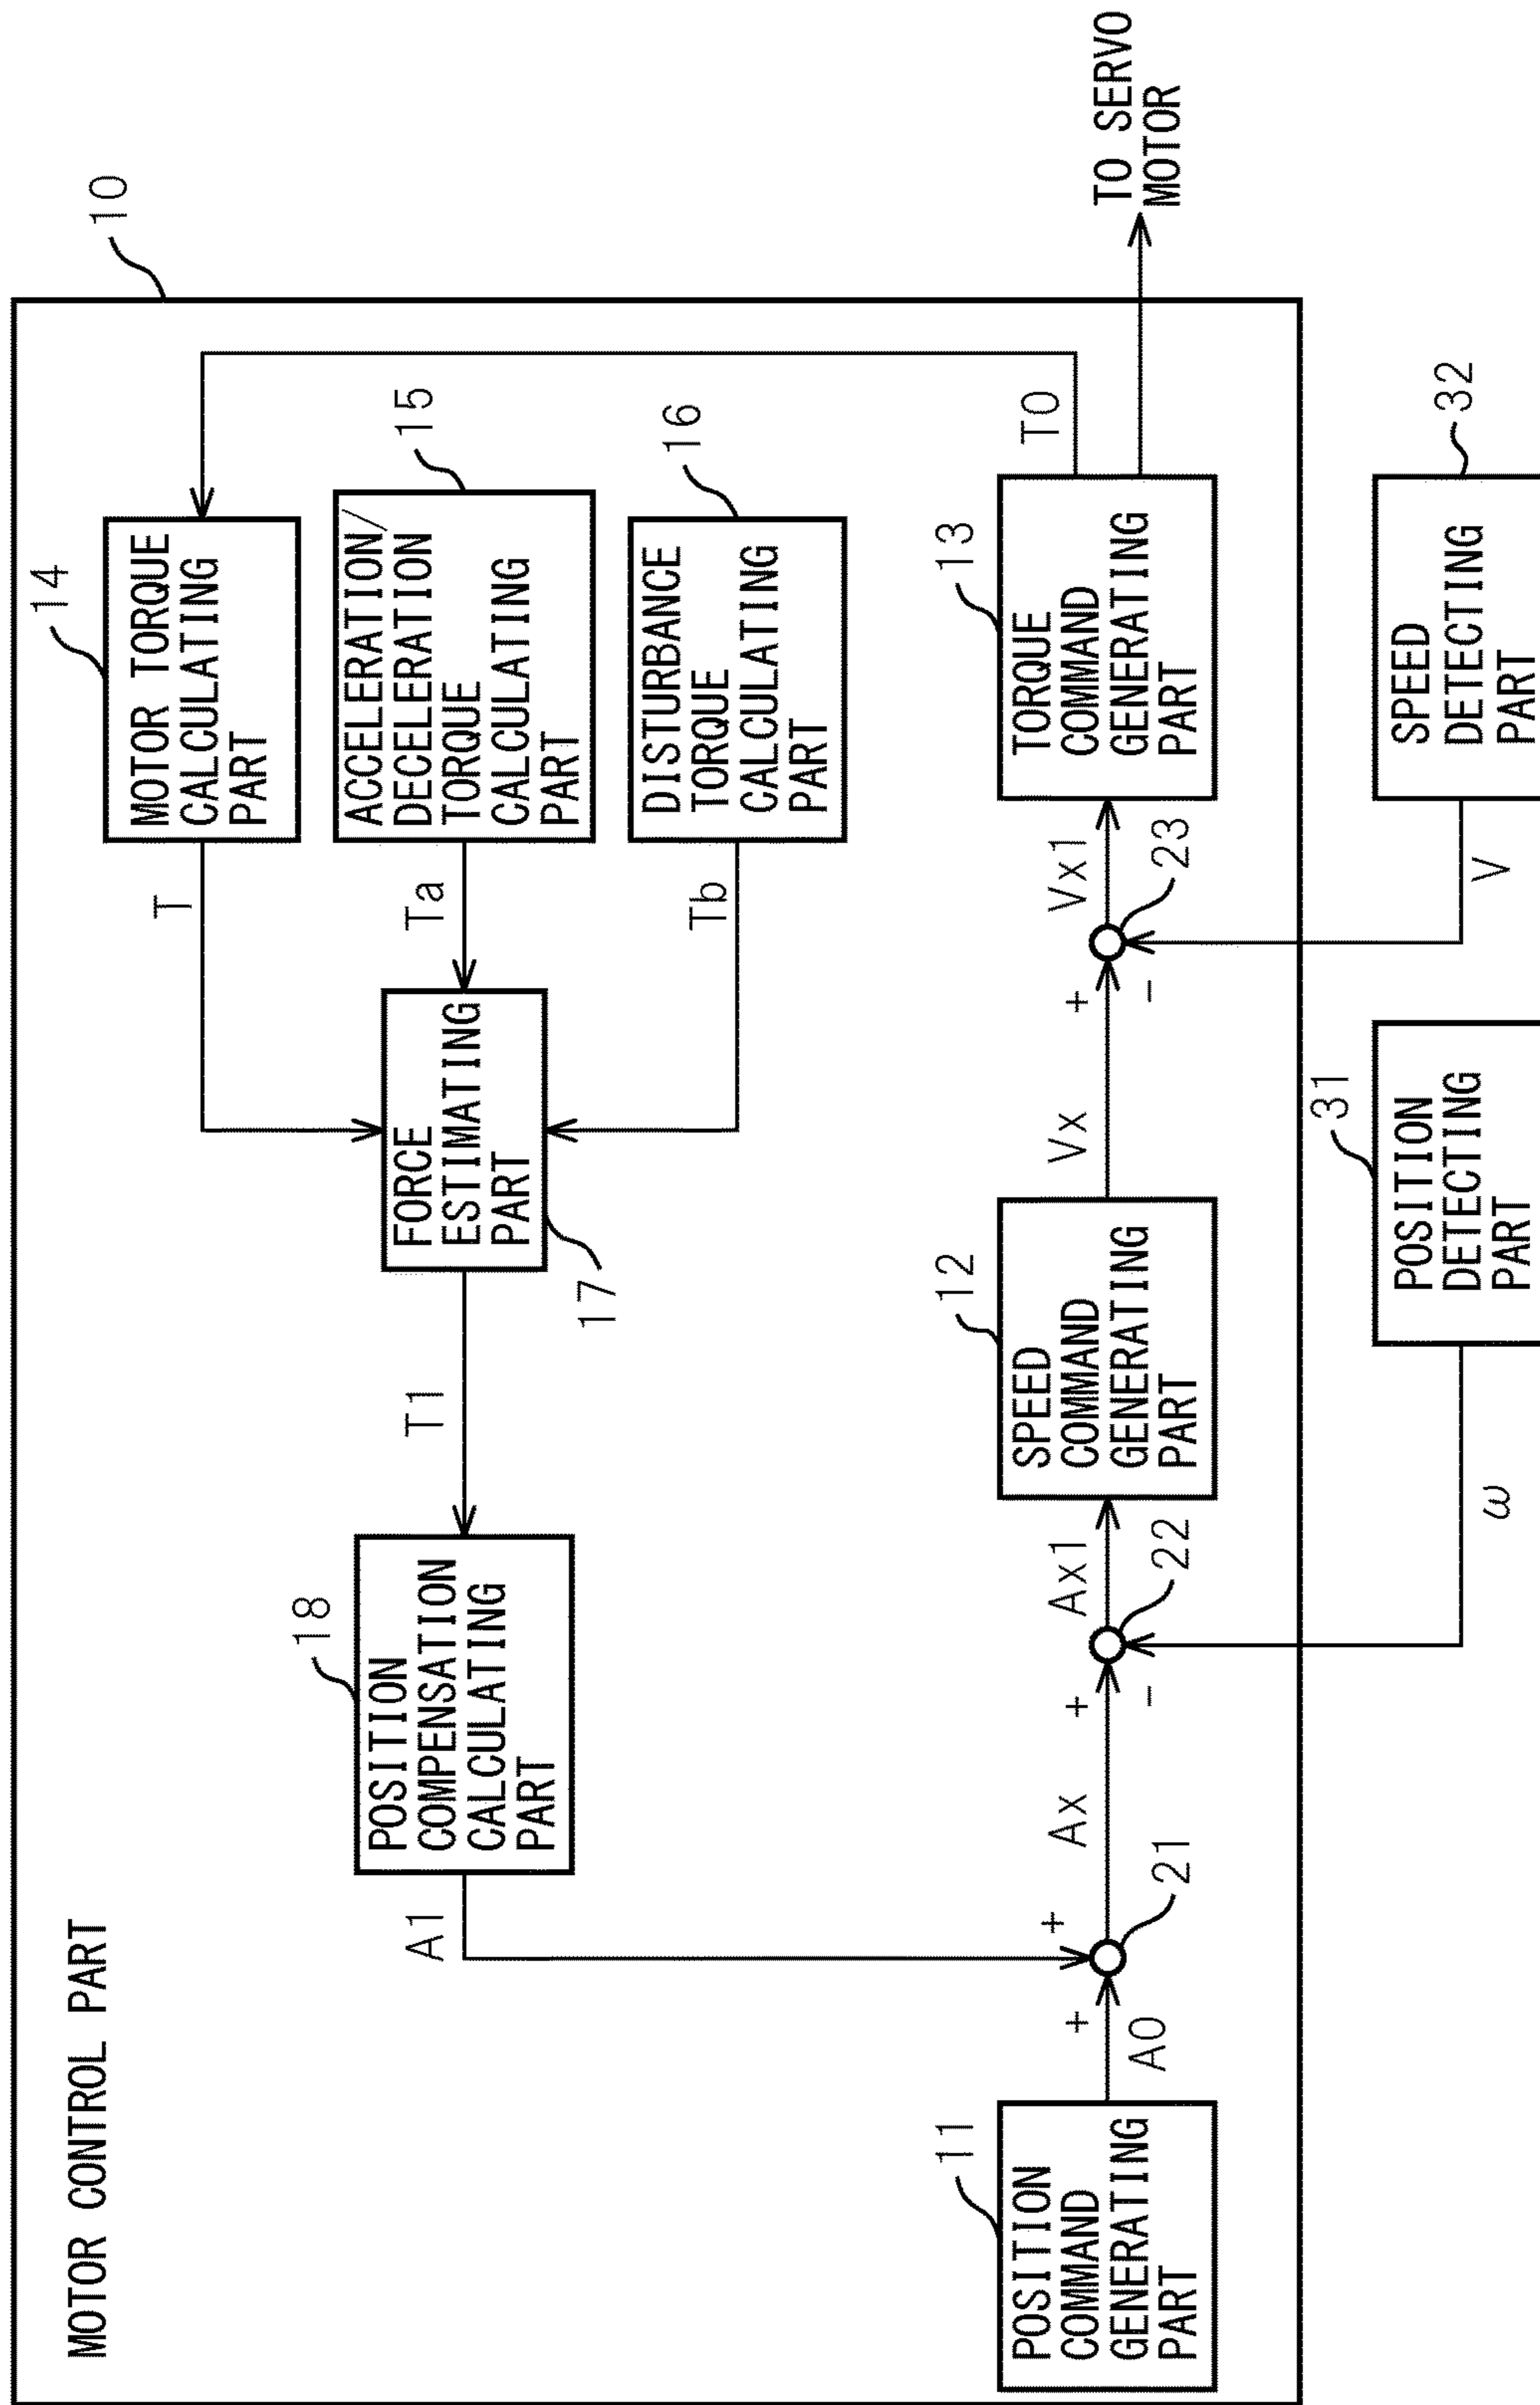 MOTOR CONTROL PART
10
14
MOTOR TORQUE
CALCULATING
PART
T
15
ACCELERATION/
DECELERATION
TORQUE
CALCULATING
PART
Ta
16
DISTURBANCE
TORQUE
CALCULATING
PART
Tb
FORCE
ESTIMATING
PART
17
T1
18
POSITION
COMPENSATION
CALCULATING
PART
A1
11
POSITION
COMMAND
GENERATING
PART
A0
+
+
21
Ax
+
-
22
Ax1
12
SPEED
COMMAND
GENERATING
PART
Vx
+
-
23
Vx1
13
TORQUE
COMMAND
GENERATING
PART
T0
TO SERVO
MOTOR
31
POSITION
DETECTING
PART
ω
32
SPEED
DETECTING
PART
V